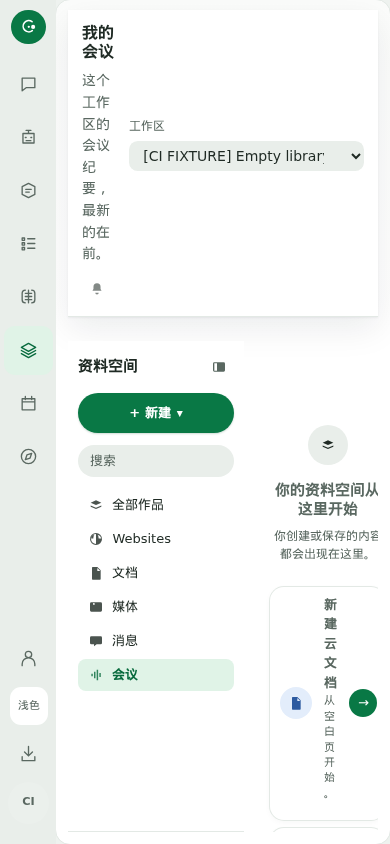 我的
会议
这个
工作
区的
会议
纪
要，
最新
的在
前。
工作区
[CI FIXTURE] Empty library
资料空间
+ 新建 ▾
搜索
全部作品
Websites
文档
媒体
消息
会议
你的资料空间从
这里开始
你创建或保存的内容
都会出现在这里。
新
建
云
文
档
从
空
白
页
开
始
。
→
浅色
CI